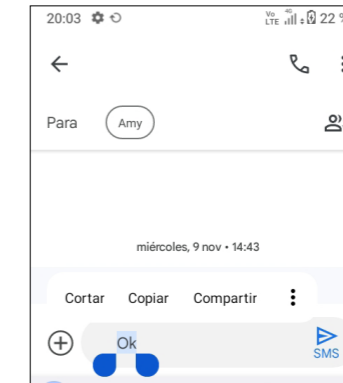 20:03 Vo LTE 4G 22 %
Para Amy
miércoles, 9 nov • 14:43
Cortar Copiar Compartir
Ok
SMS